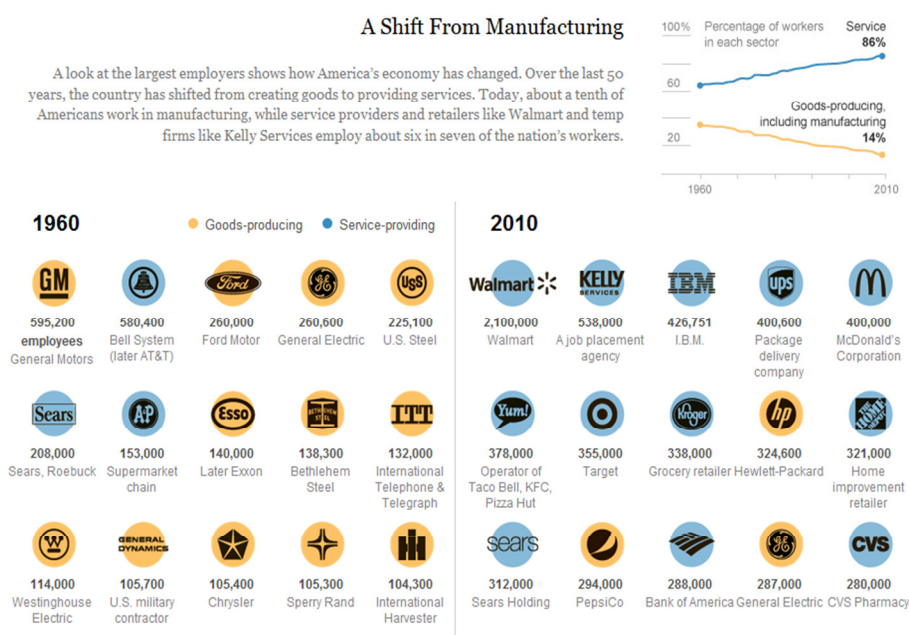 A Shift From Manufacturing
A look at the largest employers shows how America's economy has changed. Over the last 50
years, the country has shifted from creating goods to providing services. Today, about a tenth of
Americans work in manufacturing, while service providers and retailers like Walmart and temp
firms like Kelly Services employ about six in seven of the nation's workers.
100%
Percentage of workers
in each sector
Service
86%
60
Goods-producing,
including manufacturing
14%
20
1960
2010
1960
Goods-producing
Service-providing
GM
Ford
GE
USS
595,200
employees
General Motors
580,400
Bell System
(later AT&T)
260,000
Ford Motor
260,600
General Electric
225,100
U.S. Steel
Sears
A&P
Esso
BETHLEHEM
STEEL
ITT
208,000
Sears, Roebuck
153,000
Supermarket
chain
140,000
Later Exxon
138,300
Bethlehem
Steel
132,000
International
Telephone &
Telegraph
W
GENERAL
DYNAMICS
114,000
Westinghouse
Electric
105,700
U.S. military
contractor
105,400
Chrysler
105,300
Sperry Rand
104,300
International
Harvester
2010
Walmart
KELLY
SERVICES
IBM
ups
M
2,100,000
Walmart
538,000
A job placement
agency
426,751
I.B.M.
400,600
Package
delivery
company
400,000
McDonald's
Corporation
Yum!
Kroger
hp
THE
HOME
DEPOT
378,000
Operator of
Taco Bell, KFC,
Pizza Hut
355,000
Target
338,000
Grocery retailer
324,600
Hewlett-Packard
321,000
Home
improvement
retailer
sears
GE
CVS
312,000
Sears Holding
294,000
PepsiCo
288,000
Bank of America
287,000
General Electric
280,000
CVS Pharmacy